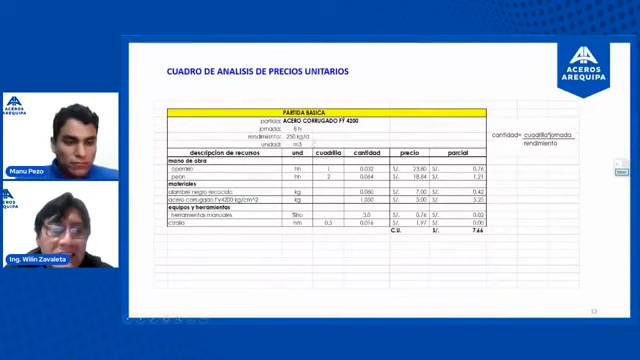 CUADRO DE ANALISIS DE PRECIOS UNITARIOS
ACEROS AREQUIPA
PARTIDA BASICA
partida: ACERO CORRUGADO FY 4200
jornada: 8 h
rendimiento: 250 kg/d
unidad: m3
cantidad= cuadrilla*jornada
rendimiento
descripcion de recursos und cuadrilla cantidad precio parcial
mano de obra
operario hh 1 0.032 S/. 23.80 S/. 0.76
peon hh 2 0.064 S/. 18.84 S/. 1.21
materiales
alambre negro recocido kg 0.060 S/. 7.00 S/. 0.42
acero corrugado f'y4200 kg/cm^2 kg 1.050 S/. 5.00 S/. 5.25
equipos y herramientas
herramientas manuales %mo 3.0 S/. 0.76 S/. 0.02
cizalla hm 0.5 0.016 S/. 1.97 S/. 0.00
C.U. S/. 7.66
Manu Pezo
Ing. Wilin Zavaleta
13